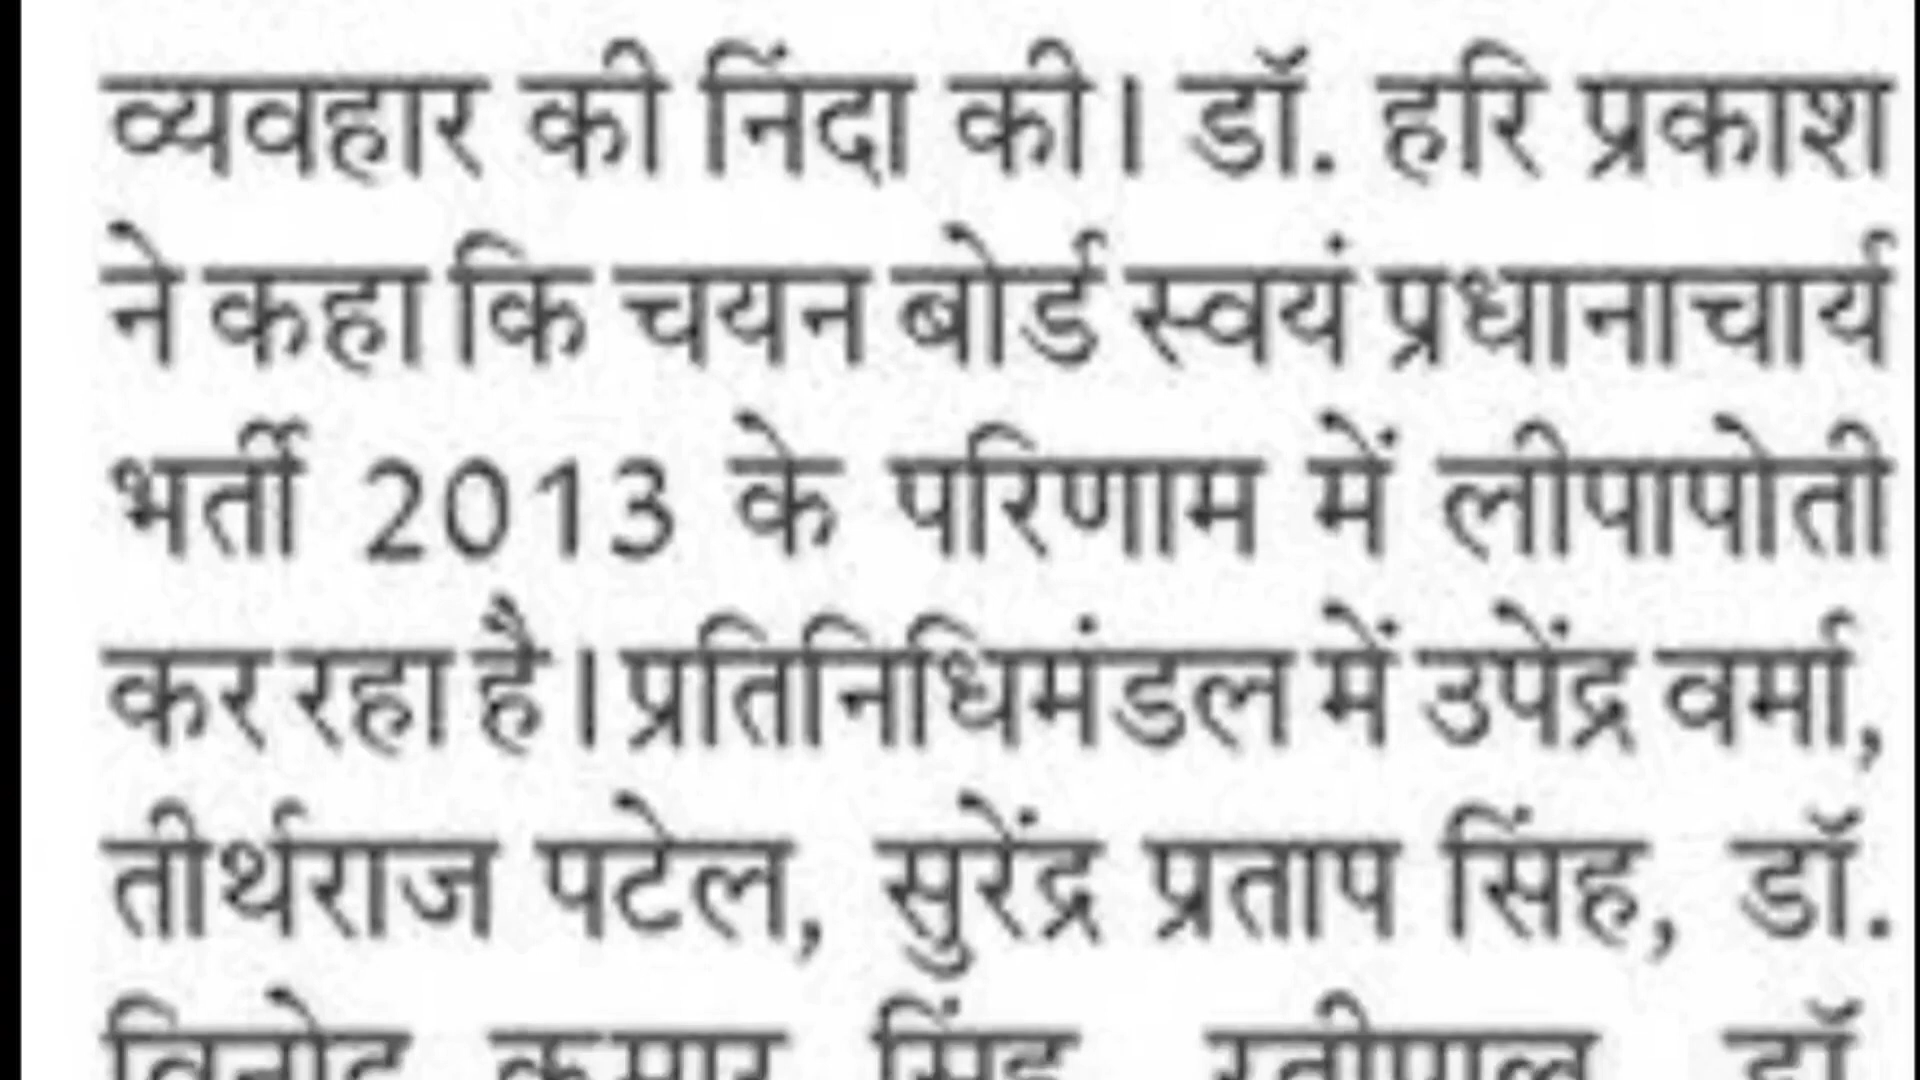 व्यवहार की निंदा की। डॉ. हरि प्रकाश
ने कहा कि चयन बोर्ड स्वयं प्रधानाचार्य
भर्ती 2013 के परिणाम में लीपापोती
कर रहा है। प्रतिनिधिमंडल में उपेंद्र वर्मा,
तीर्थराज पटेल, सुरेंद्र प्रताप सिंह, डॉ.
विनोद कुमार सिंह डॉ